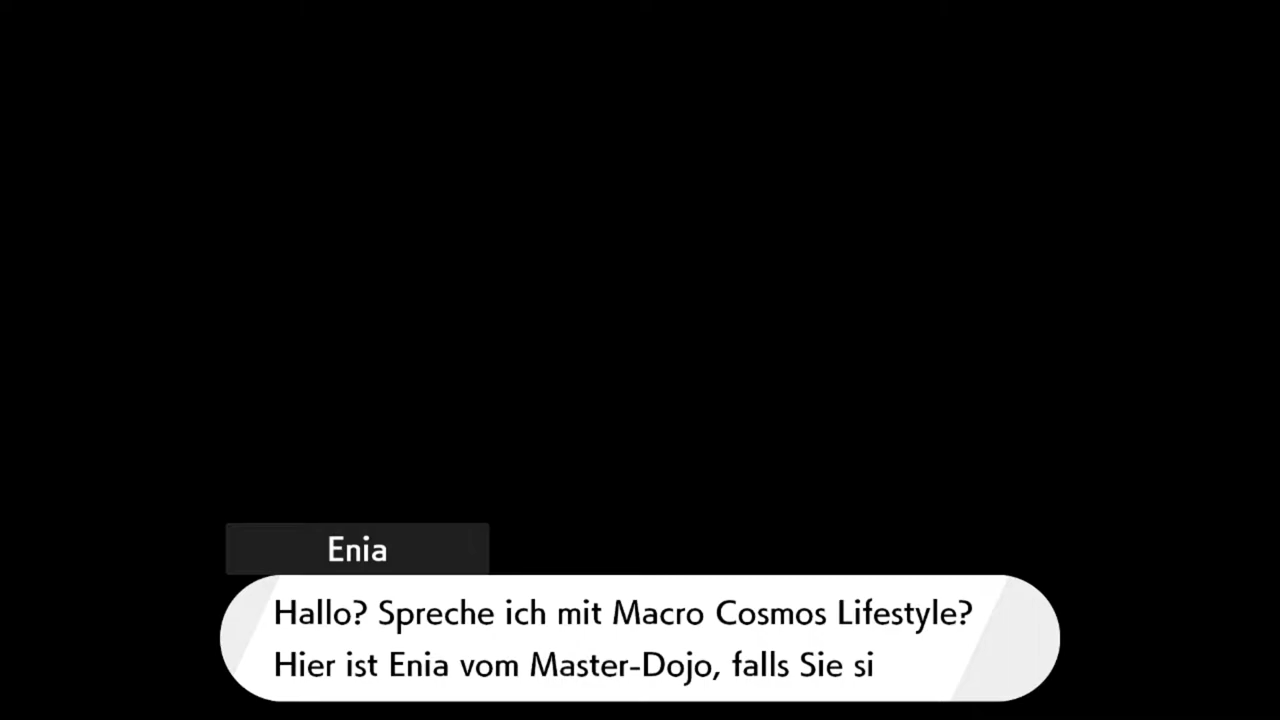 Enia
Hallo? Spreche ich mit Macro Cosmos Lifestyle?
Hier ist Enia vom Master-Dojo, falls Sie si